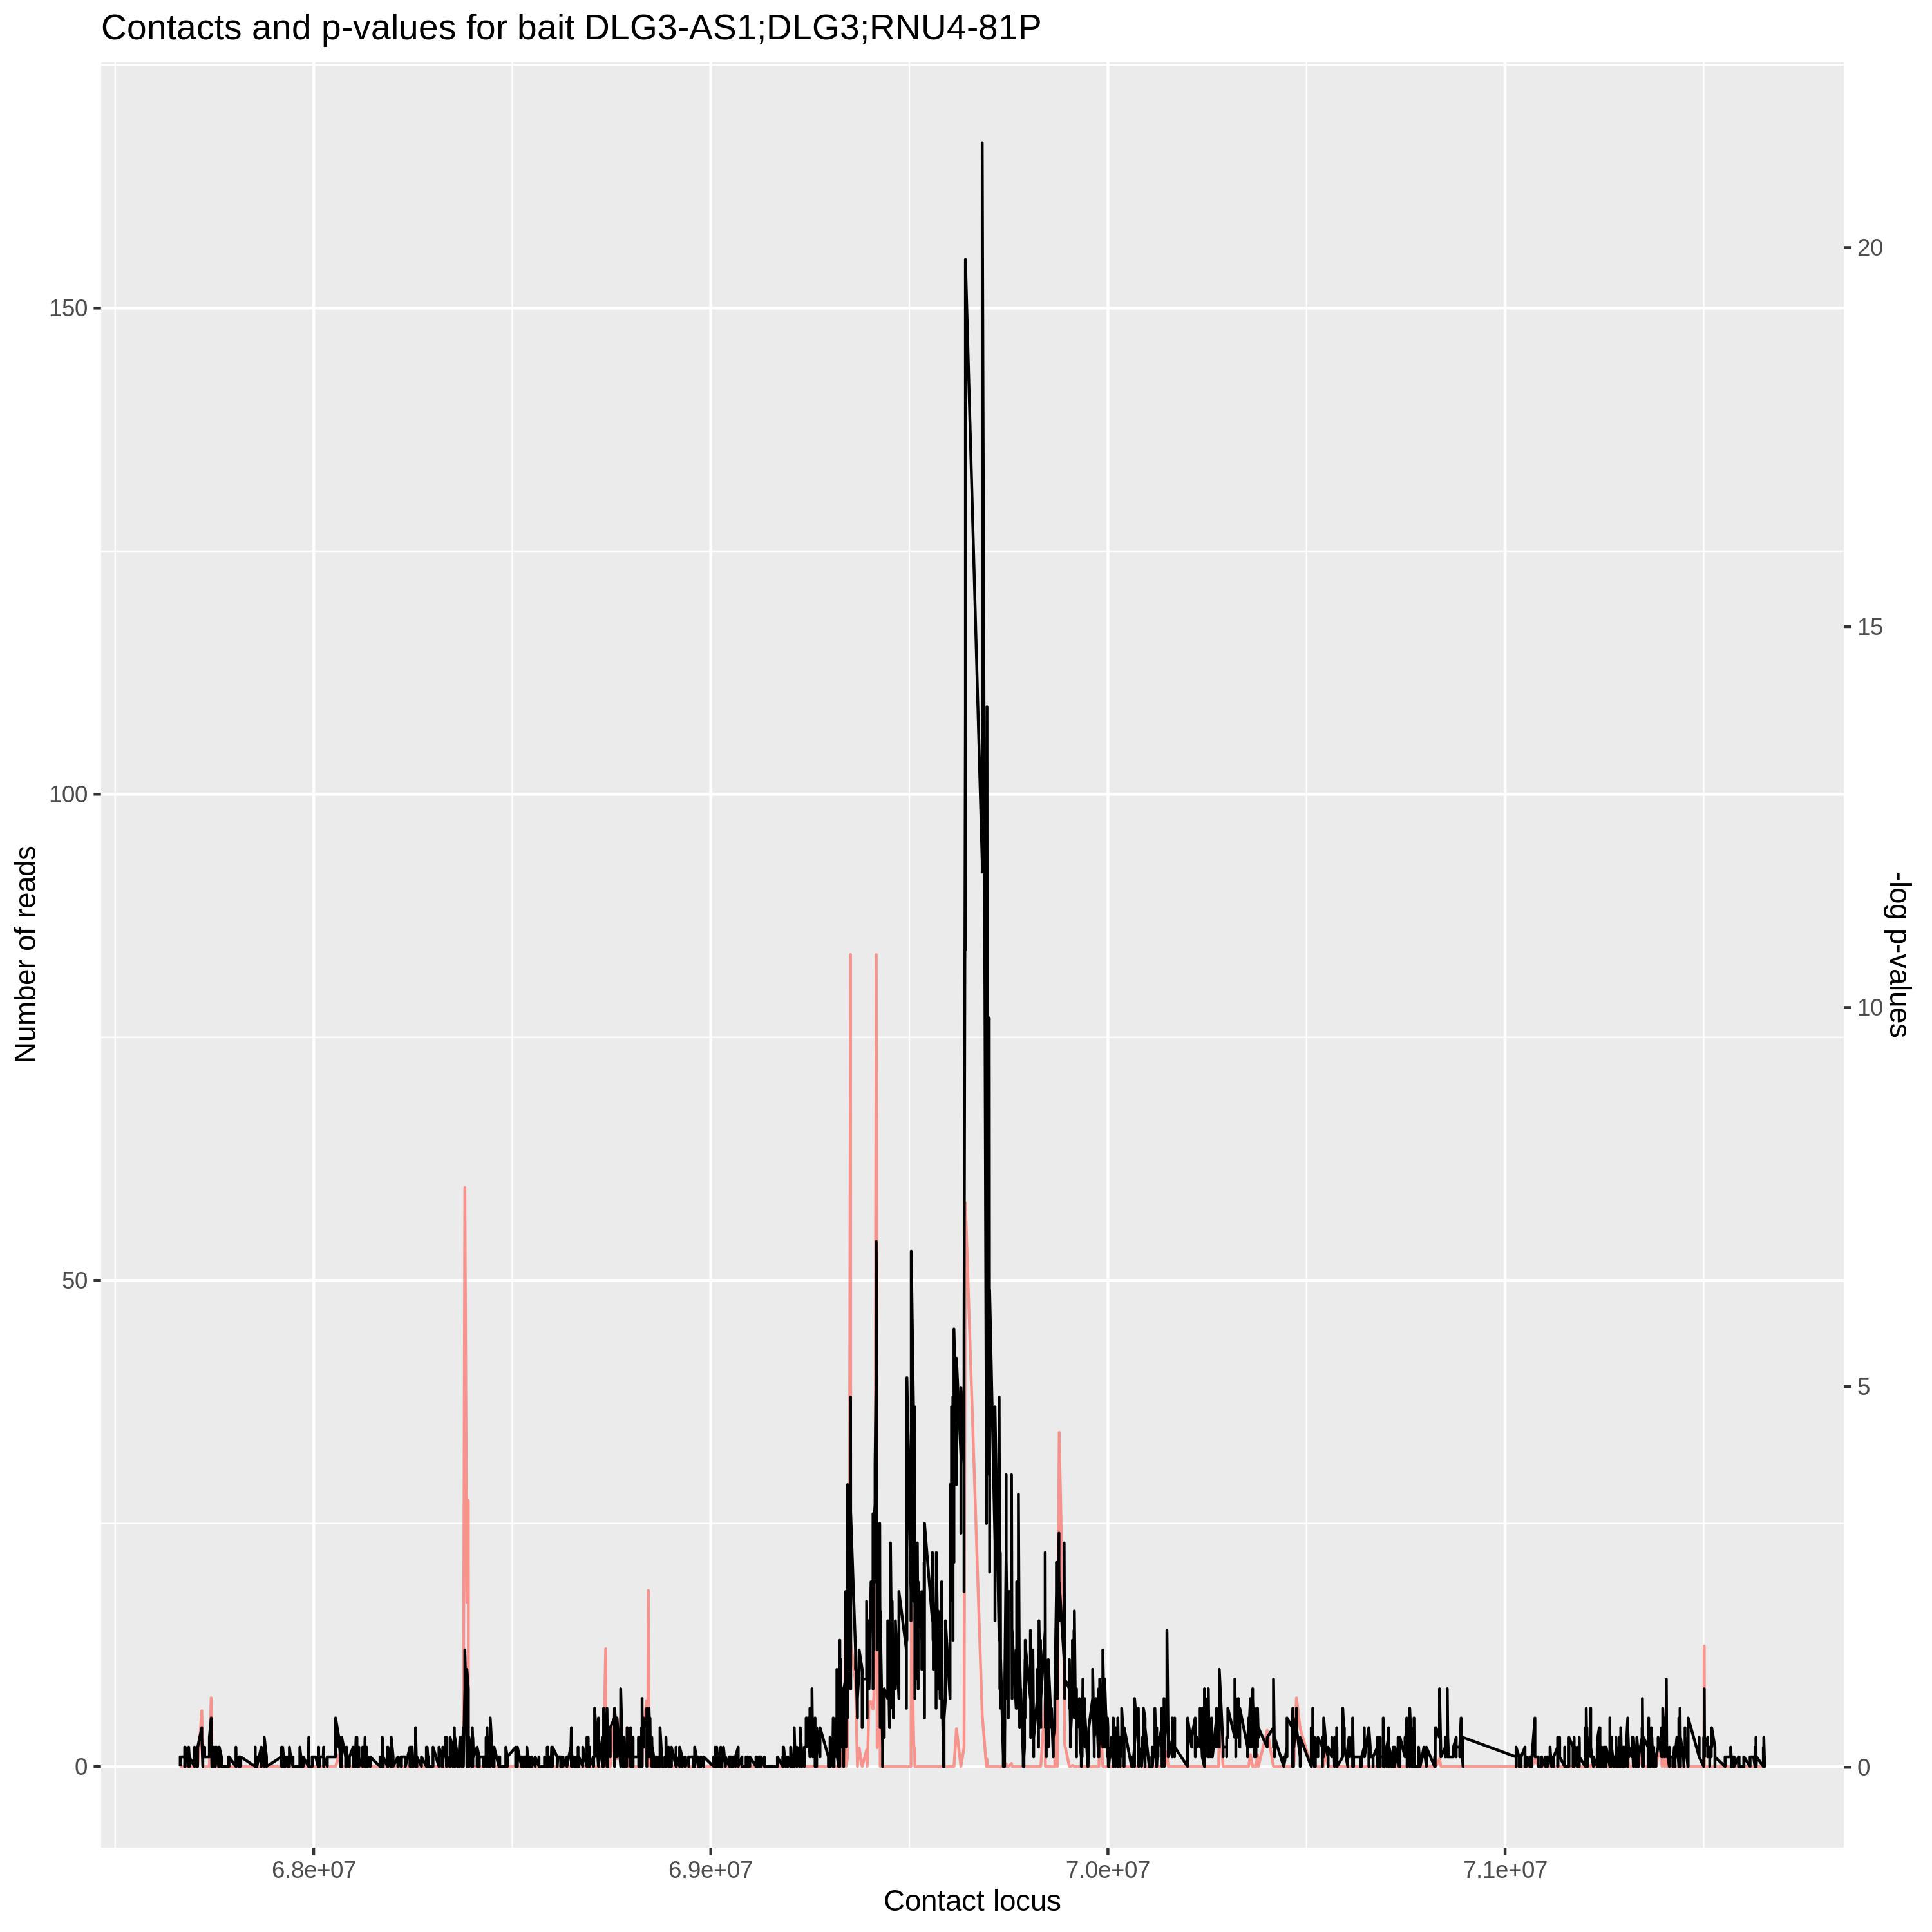 Contacts and p-values for bait DLG3-AS1;DLG3;RNU4-81P
150
100
50
0
Number of reads
20
15
10
5
0
-log p-values
6.8e+07 6.9e+07 7.0e+07 7.1e+07
Contact locus